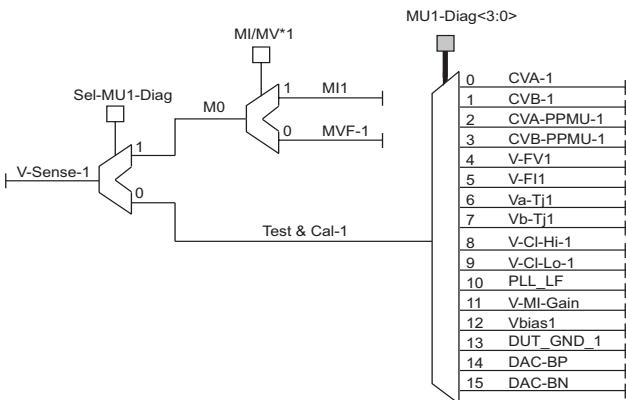 MU1-Diag<3:0>
MI/MV*1
Sel-MU1-Diag
M0
1 MI1
0 MVF-1
V-Sense-1
1
0
Test & Cal-1
0 CVA-1
1 CVB-1
2 CVA-PPMU-1
3 CVB-PPMU-1
4 V-FV1
5 V-FI1
6 Va-Tj1
7 Vb-Tj1
8 V-Cl-Hi-1
9 V-Cl-Lo-1
10 PLL_LF
11 V-MI-Gain
12 Vbias1
13 DUT_GND_1
14 DAC-BP
15 DAC-BN